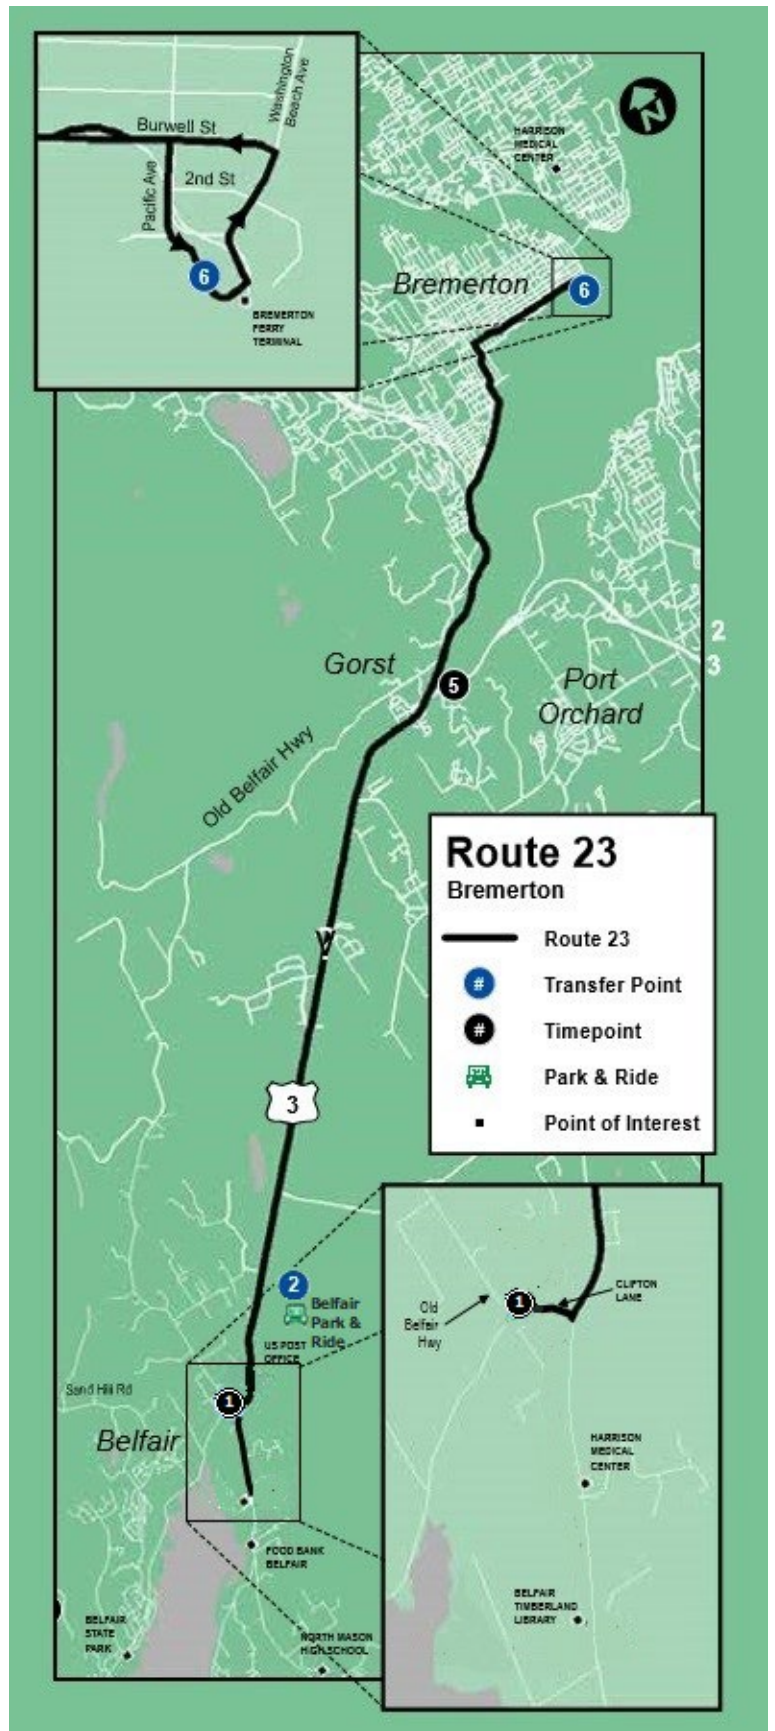 Burwell St
Washington
Beach Ave
Pacific Ave
2nd St
6
BREMERTON
FERRY
TERMINAL
N
HARRISON
MEDICAL
CENTER
Bremerton
6
2
3
Gorst
5
Port
Orchard
Old Belfair Hwy
Route 23
Bremerton
Route 23
# Transfer Point
# Timepoint
Park & Ride
Point of Interest
3
2
Belfair
Park &
Ride
US POST
OFFICE
Sand Hill Rd
1
Belfair
FOOD BANK
BELFAIR
BELFAIR
STATE
PARK
NORTH MASON
HIGH SCHOOL
1
CLIFTON
LANE
Old
Belfair
Hwy
HARRISON
MEDICAL
CENTER
BELFAIR
TIMBERLAND
LIBRARY